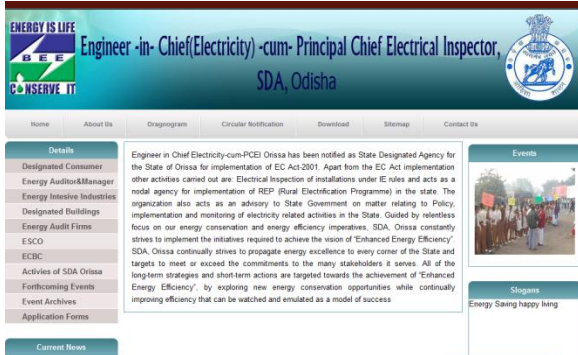 ENERGY IS LIFE
BEE
CONSERVE IT
Engineer -in- Chief(Electricity) -cum- Principal Chief Electrical Inspector,
SDA, Odisha
Home About Us Oragnogram Circular Notification Download Sitemap Contact Us
Details
Designated Consumer
Energy Auditor&Manager
Energy Intesive Industries
Designated Buildings
Energy Audit Firms
ESCO
ECBC
Activies of SDA Orissa
Forthcoming Events
Event Archives
Application Forms
Current News
Engineer in Chief Electricity-cum-PCEI Orissa has been notified as State Designated Agency for
the State of Orissa for implementation of EC Act-2001. Apart from the EC Act implementation
other activities carried out are: Electrical Inspection of installations under IE rules and acts as a
nodal agency for implementation of REP (Rural Electrification Programme) in the state. The
organization also acts as an advisory to State Government on matter relating to Policy,
implementation and monitoring of electricity related activities in the State. Guided by relentless
focus on our energy conservation and energy efficiency imperatives, SDA, Orissa constantly
strives to implement the initiatives required to achieve the vision of "Enhanced Energy Efficiency".
SDA, Orissa continually strives to propagate energy excellence to every corner of the State and
targets to meet or exceed the commitments to the many stakeholders it serves. All of the
long-term strategies and short-term actions are targeted towards the achievement of "Enhanced
Energy Efficiency", by exploring new energy conservation opportunities while continually
improving efficiency that can be watched and emulated as a model of success
Events
Slogans
Energy Saving happy living